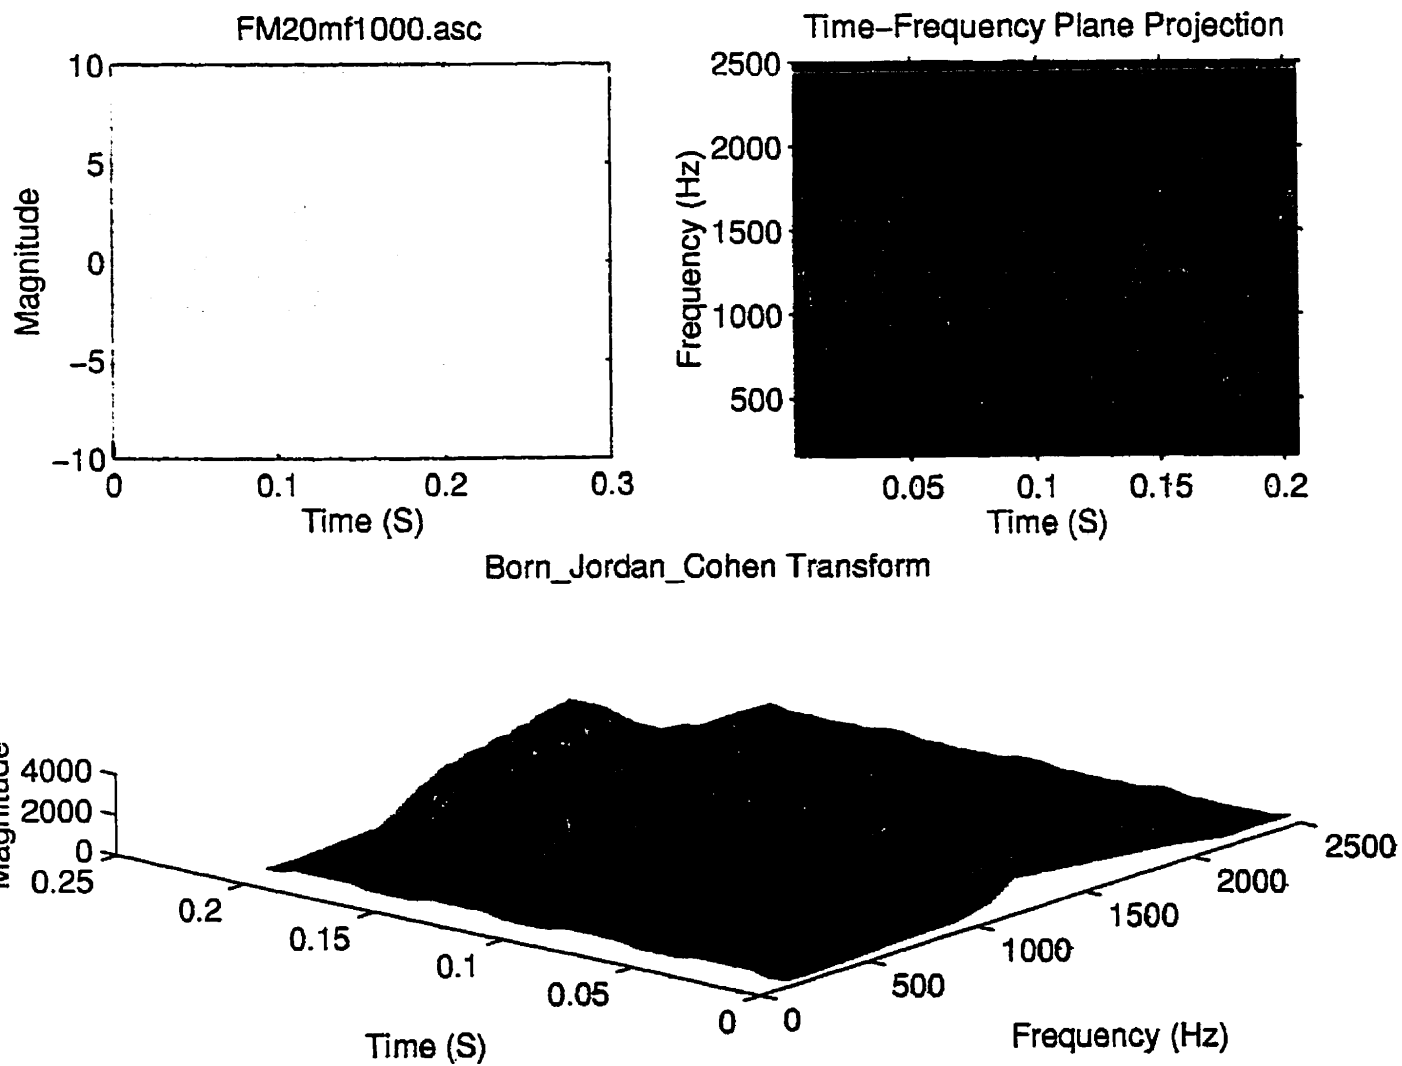 FM20mf1000.asc
10
5
0
−5
−10
Magnitude
0 0.1 0.2 0.3
Time (S)
Time−Frequency Plane Projection
2500
2000
1500
1000
500
Frequency (Hz)
0.05 0.1 0.15 0.2
Time (S)
Born_Jordan_Cohen Transform
4000
2000
0
Magnitude
0.25
0.2
0.15
0.1
0.05
0
Time (S)
0
500
1000
1500
2000
2500
Frequency (Hz)